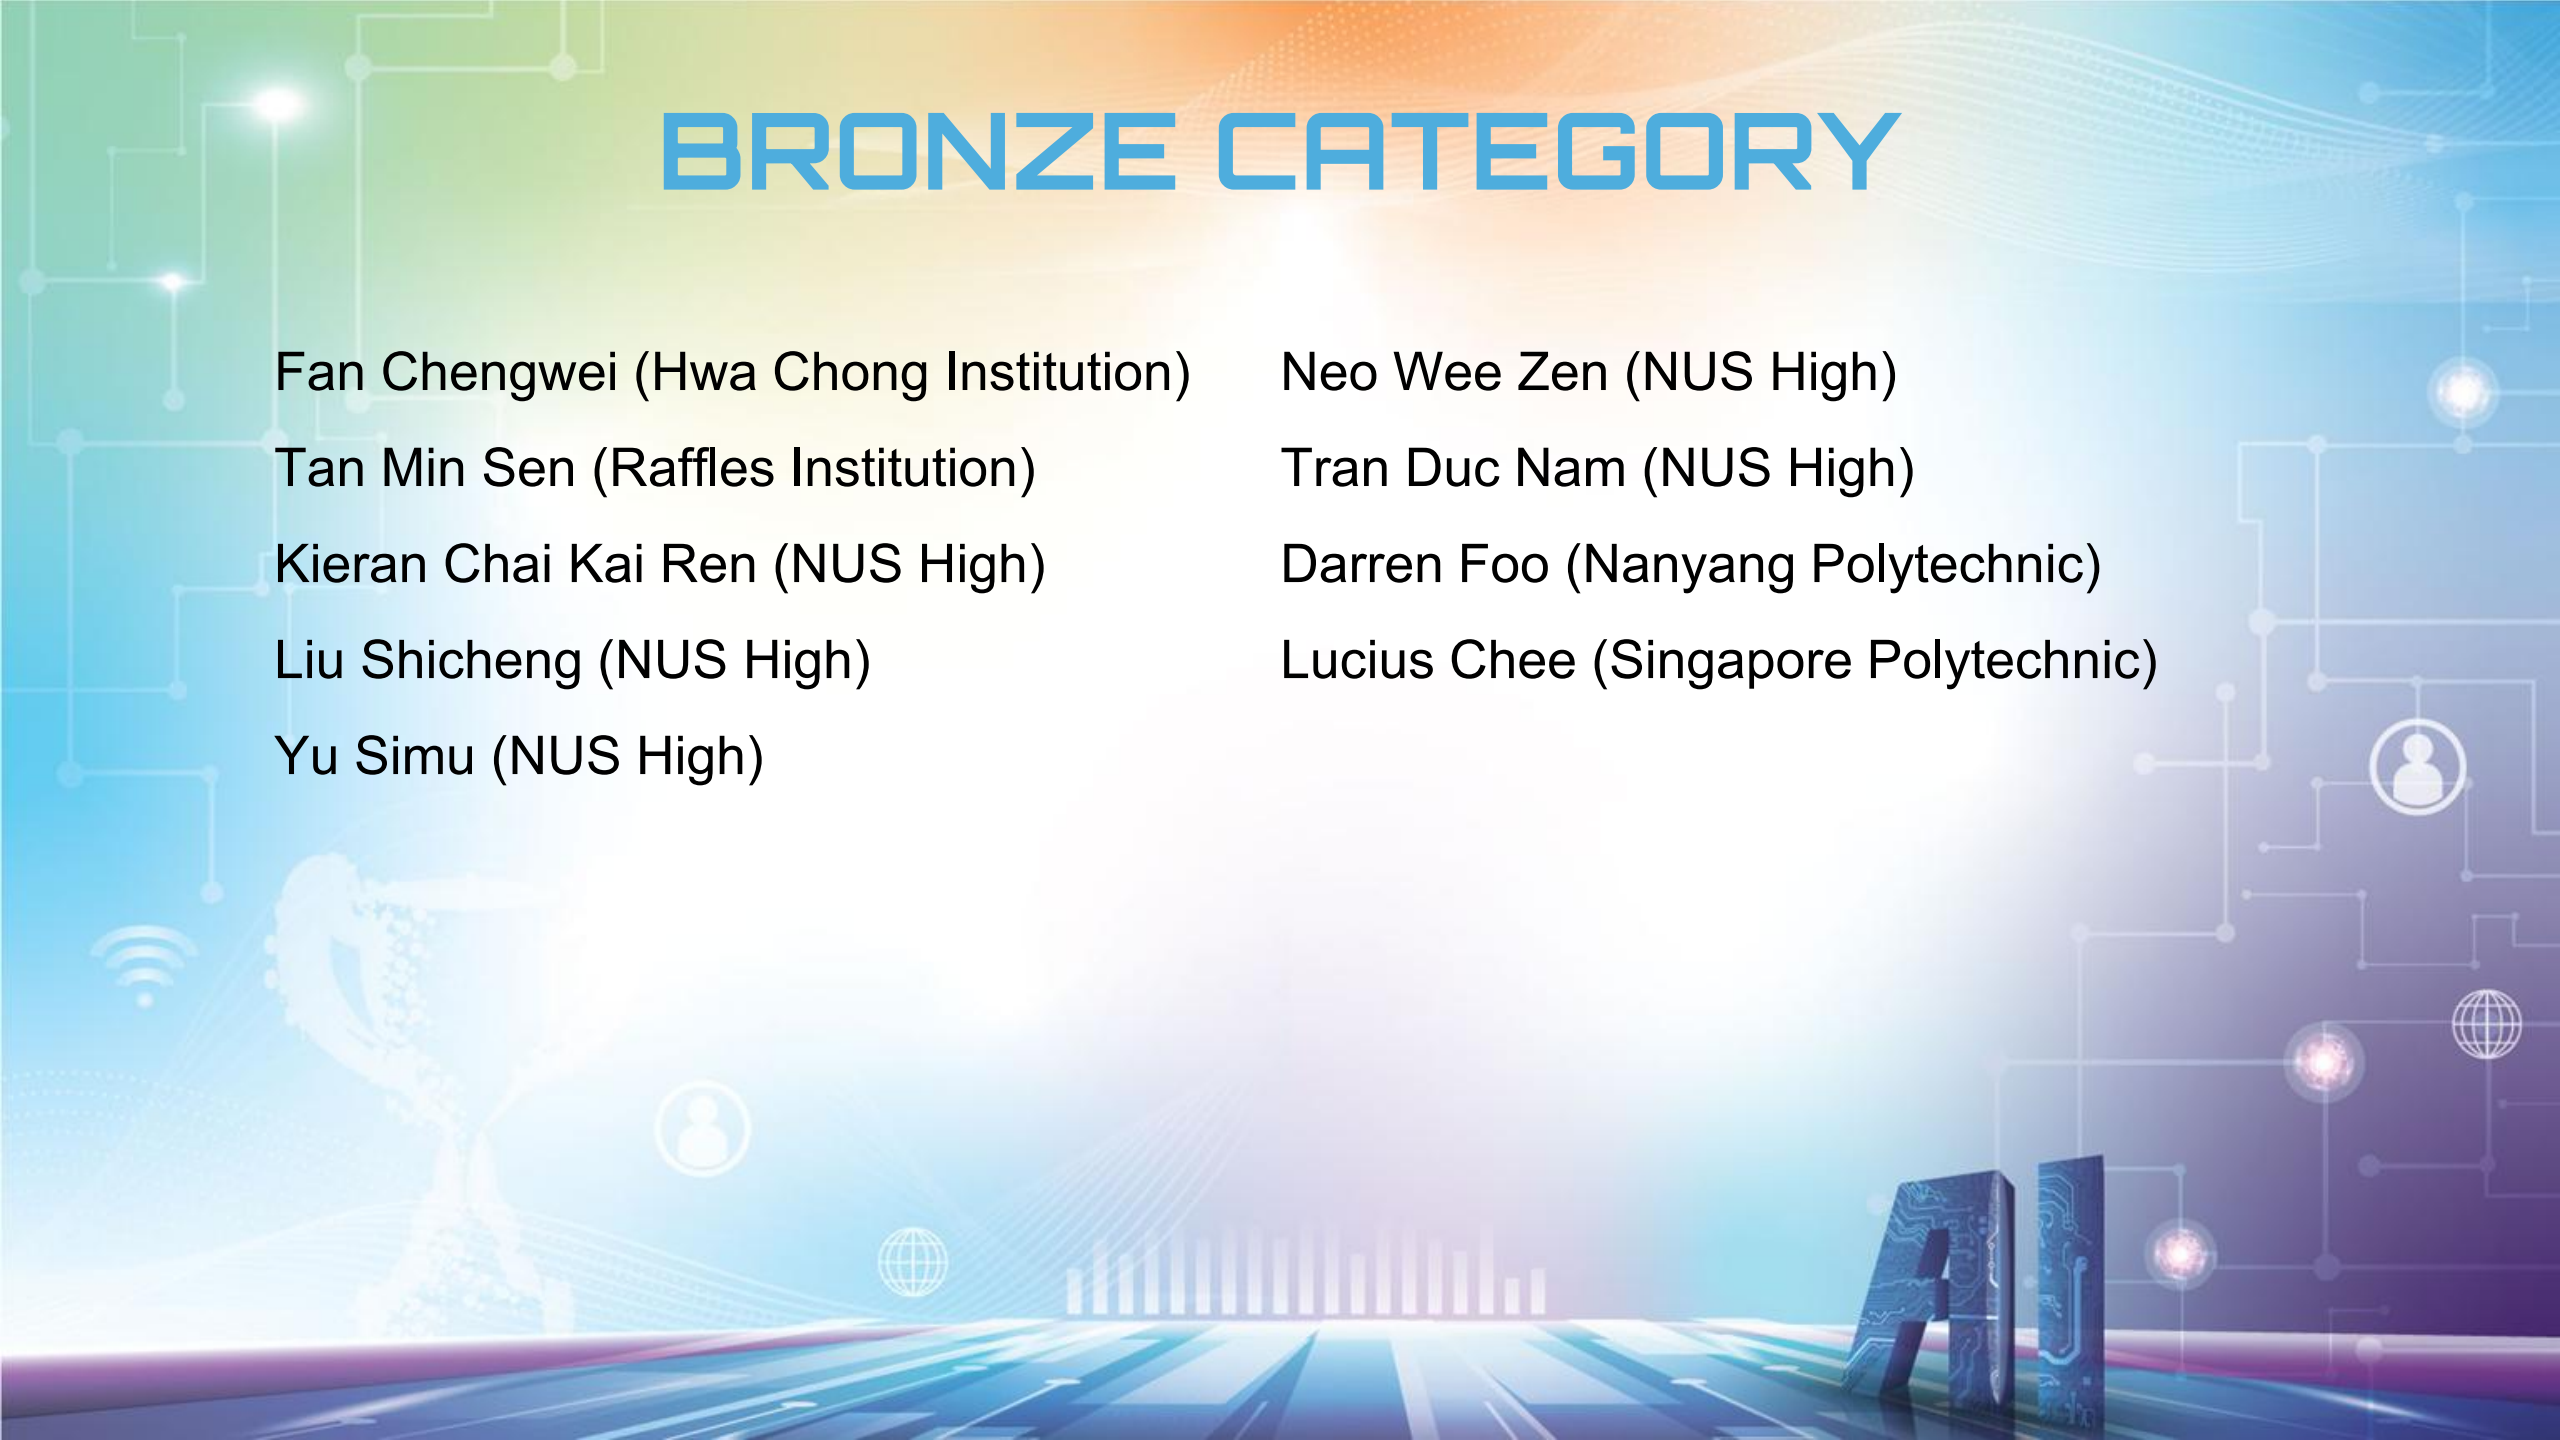 BRONZE CATEGORY
Fan Chengwei (Hwa Chong Institution)
Tan Min Sen (Raffles Institution)
Kieran Chai Kai Ren (NUS High)
Liu Shicheng (NUS High)
Yu Simu (NUS High)
Neo Wee Zen (NUS High)
Tran Duc Nam (NUS High)
Darren Foo (Nanyang Polytechnic)
Lucius Chee (Singapore Polytechnic)
AI